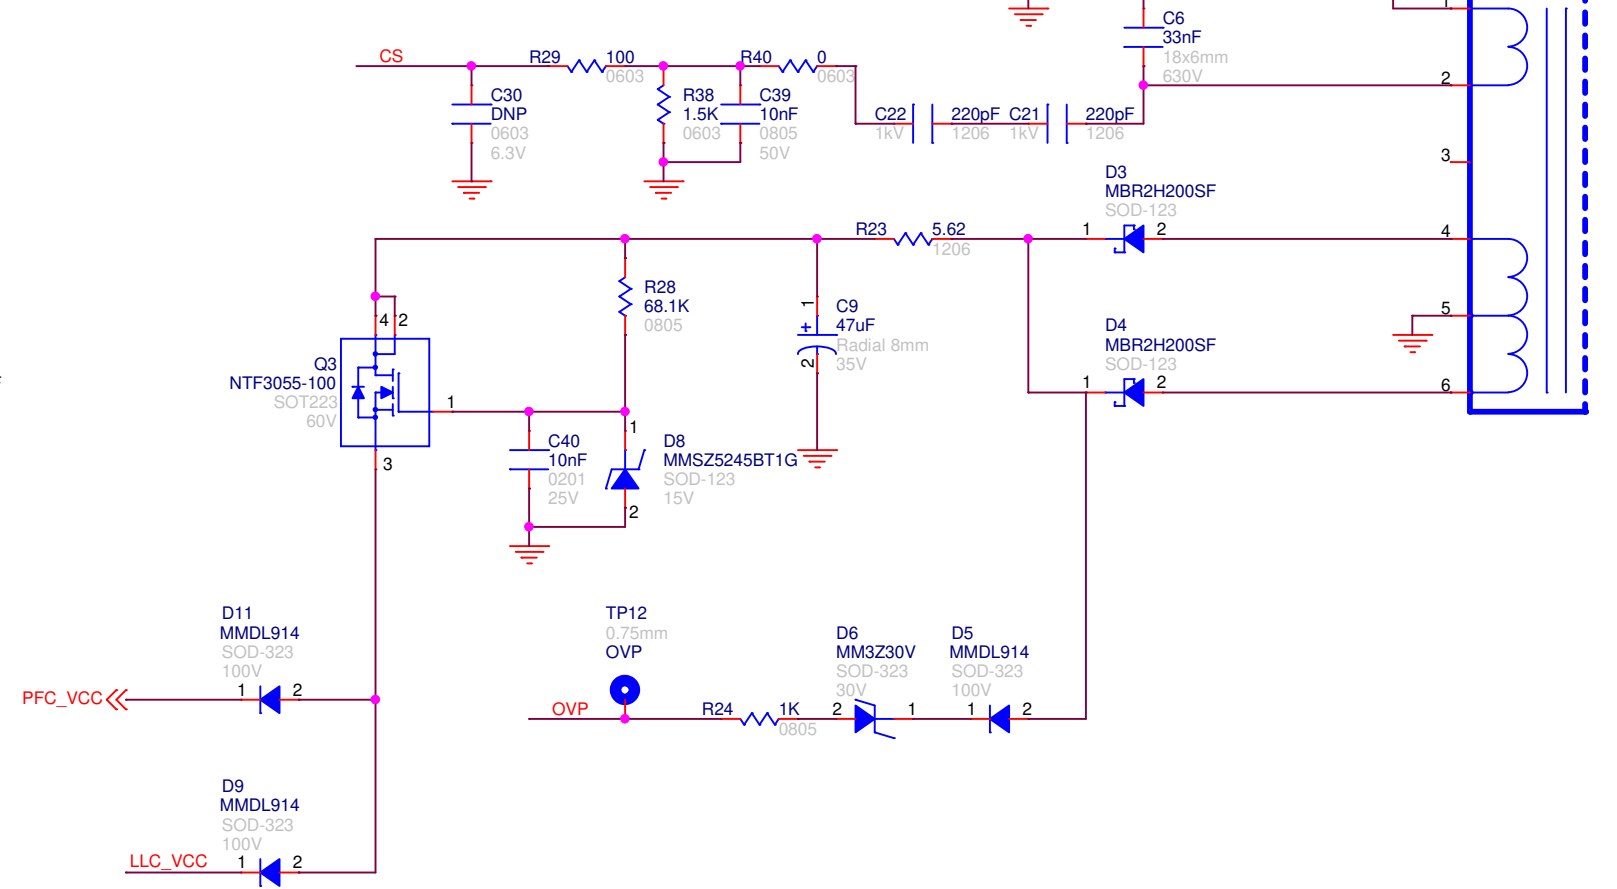 1
C6
33nF
18x6mm
630V
2
CS
R29 100
0603
R40 0
0603
C30
DNP
0603
6.3V
R38
1.5K
0603
C39
10nF
0805
50V
C22 220pF
1kV 1206
C21 220pF
1kV 1206
3
D3
MBR2H200SF
SOD-123
1 2
4
R23 5.62
1206
R28
68.1K
0805
1
C9
47uF
Radial 8mm
35V
2
5
D4
MBR2H200SF
SOD-123
1 2
6
4 2
Q3
NTF3055-100
SOT223
60V
1
3
C40
10nF
0201
25V
1
D8
MMSZ5245BT1G
SOD-123
15V
2
D11
MMDL914
SOD-323
100V
PFC_VCC 1 2
TP12
0.75mm
OVP
OVP
R24 1K
0805
D6
MM3Z30V
SOD-323
30V
2 1
D5
MMDL914
SOD-323
100V
1 2
D9
MMDL914
SOD-323
100V
LLC_VCC 1 2